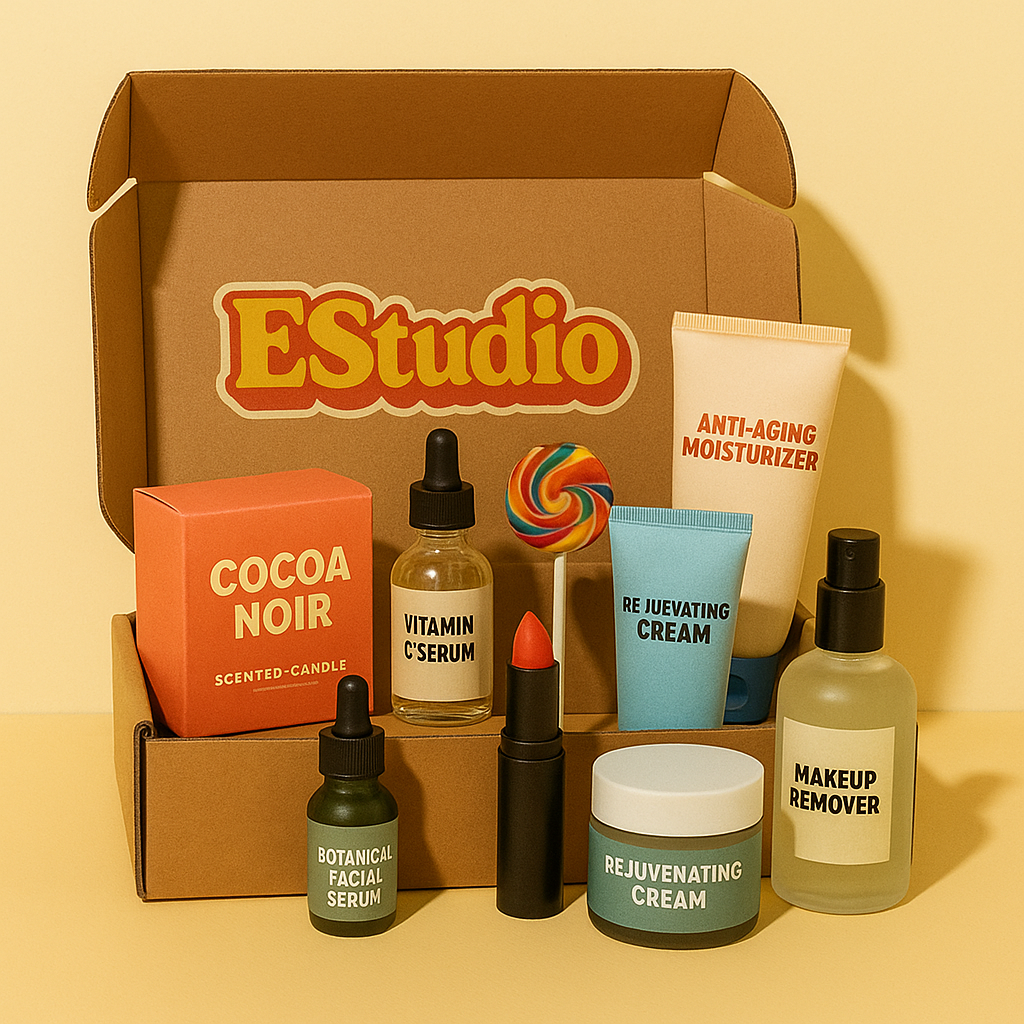 EStudio
ANTI-AGING
MOISTURIZER
COCOA
NOIR
SCENTED-CANDLE
VITAMIN
C'SERUM
RE JUEVATING
CREAM
MAKEUP
REMOVER
BOTANICAL
FACIAL
SERUM
REJUVENATING
CREAM